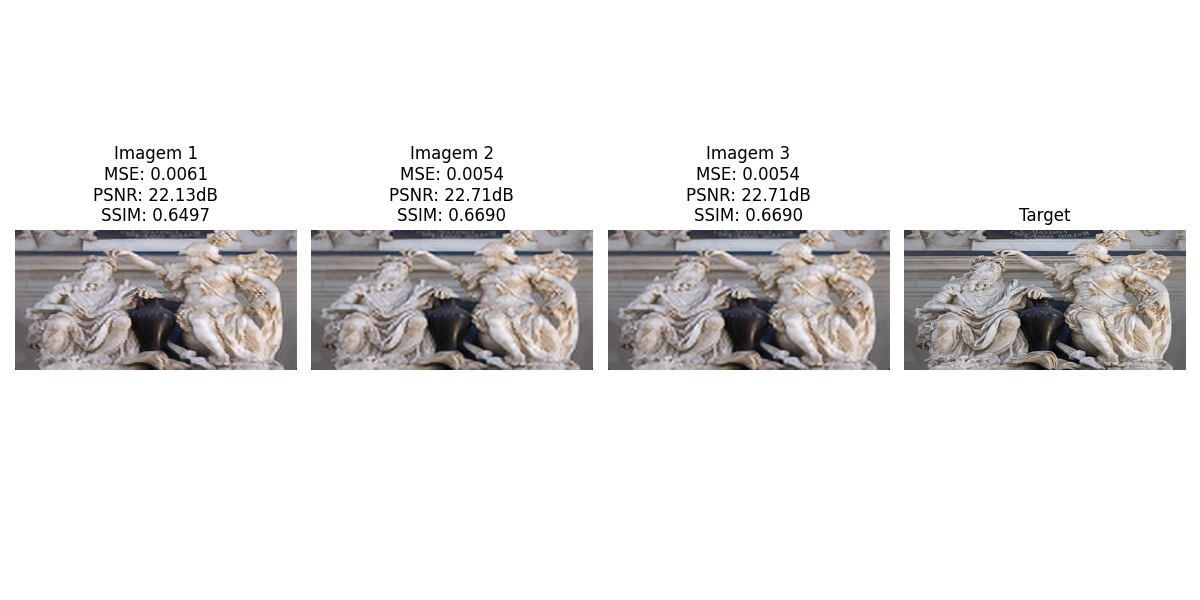 Imagem 1
MSE: 0.0061
PSNR: 22.13dB
SSIM: 0.6497
Imagem 2
MSE: 0.0054
PSNR: 22.71dB
SSIM: 0.6690
Imagem 3
MSE: 0.0054
PSNR: 22.71dB
SSIM: 0.6690
Target